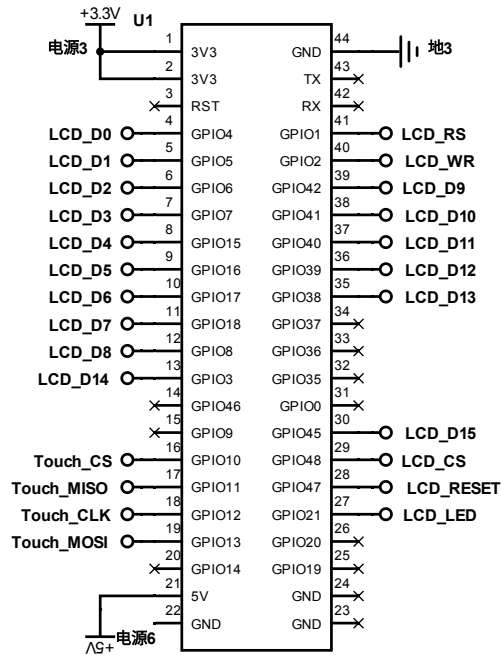 +3.3V
U1
电源3
1 3V3 GND 44 地3
2 3V3 TX 43
3 RST RX 42
LCD_D0 4 GPIO4 GPIO1 41 LCD_RS
LCD_D1 5 GPIO5 GPIO2 40 LCD_WR
LCD_D2 6 GPIO6 GPIO42 39 LCD_D9
LCD_D3 7 GPIO7 GPIO41 38 LCD_D10
LCD_D4 8 GPIO15 GPIO40 37 LCD_D11
LCD_D5 9 GPIO16 GPIO39 36 LCD_D12
LCD_D6 10 GPIO17 GPIO38 35 LCD_D13
LCD_D7 11 GPIO18 GPIO37 34
LCD_D8 12 GPIO8 GPIO36 33
LCD_D14 13 GPIO3 GPIO35 32
14 GPIO46 GPIO0 31
15 GPIO9 GPIO45 30 LCD_D15
Touch_CS 16 GPIO10 GPIO48 29 LCD_CS
Touch_MISO 17 GPIO11 GPIO47 28 LCD_RESET
Touch_CLK 18 GPIO12 GPIO21 27 LCD_LED
Touch_MOSI 19 GPIO13 GPIO20 26
20 GPIO14 GPIO19 25
21 5V GND 24
22 GND GND 23
+5V 电源6